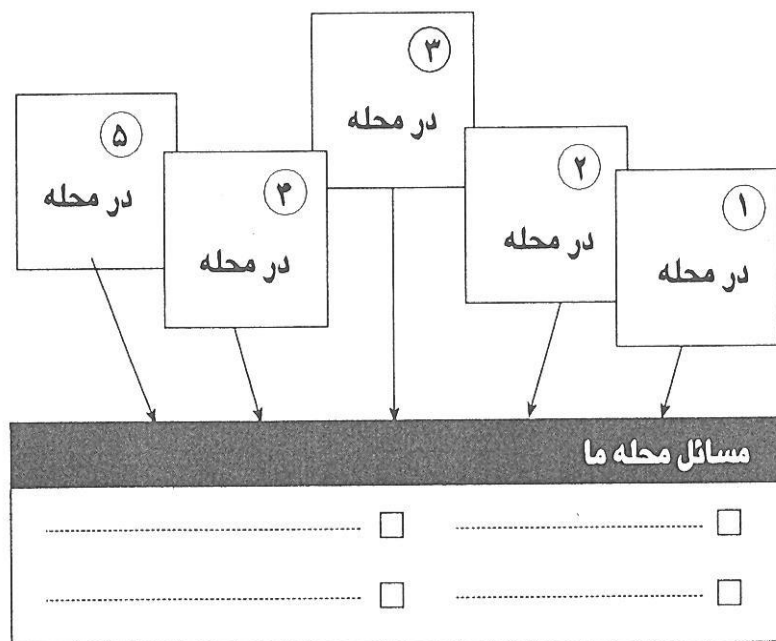 ۱
در محله
۲
در محله
۳
در محله
۴
در محله
۵
در محله
مسائل محله ما